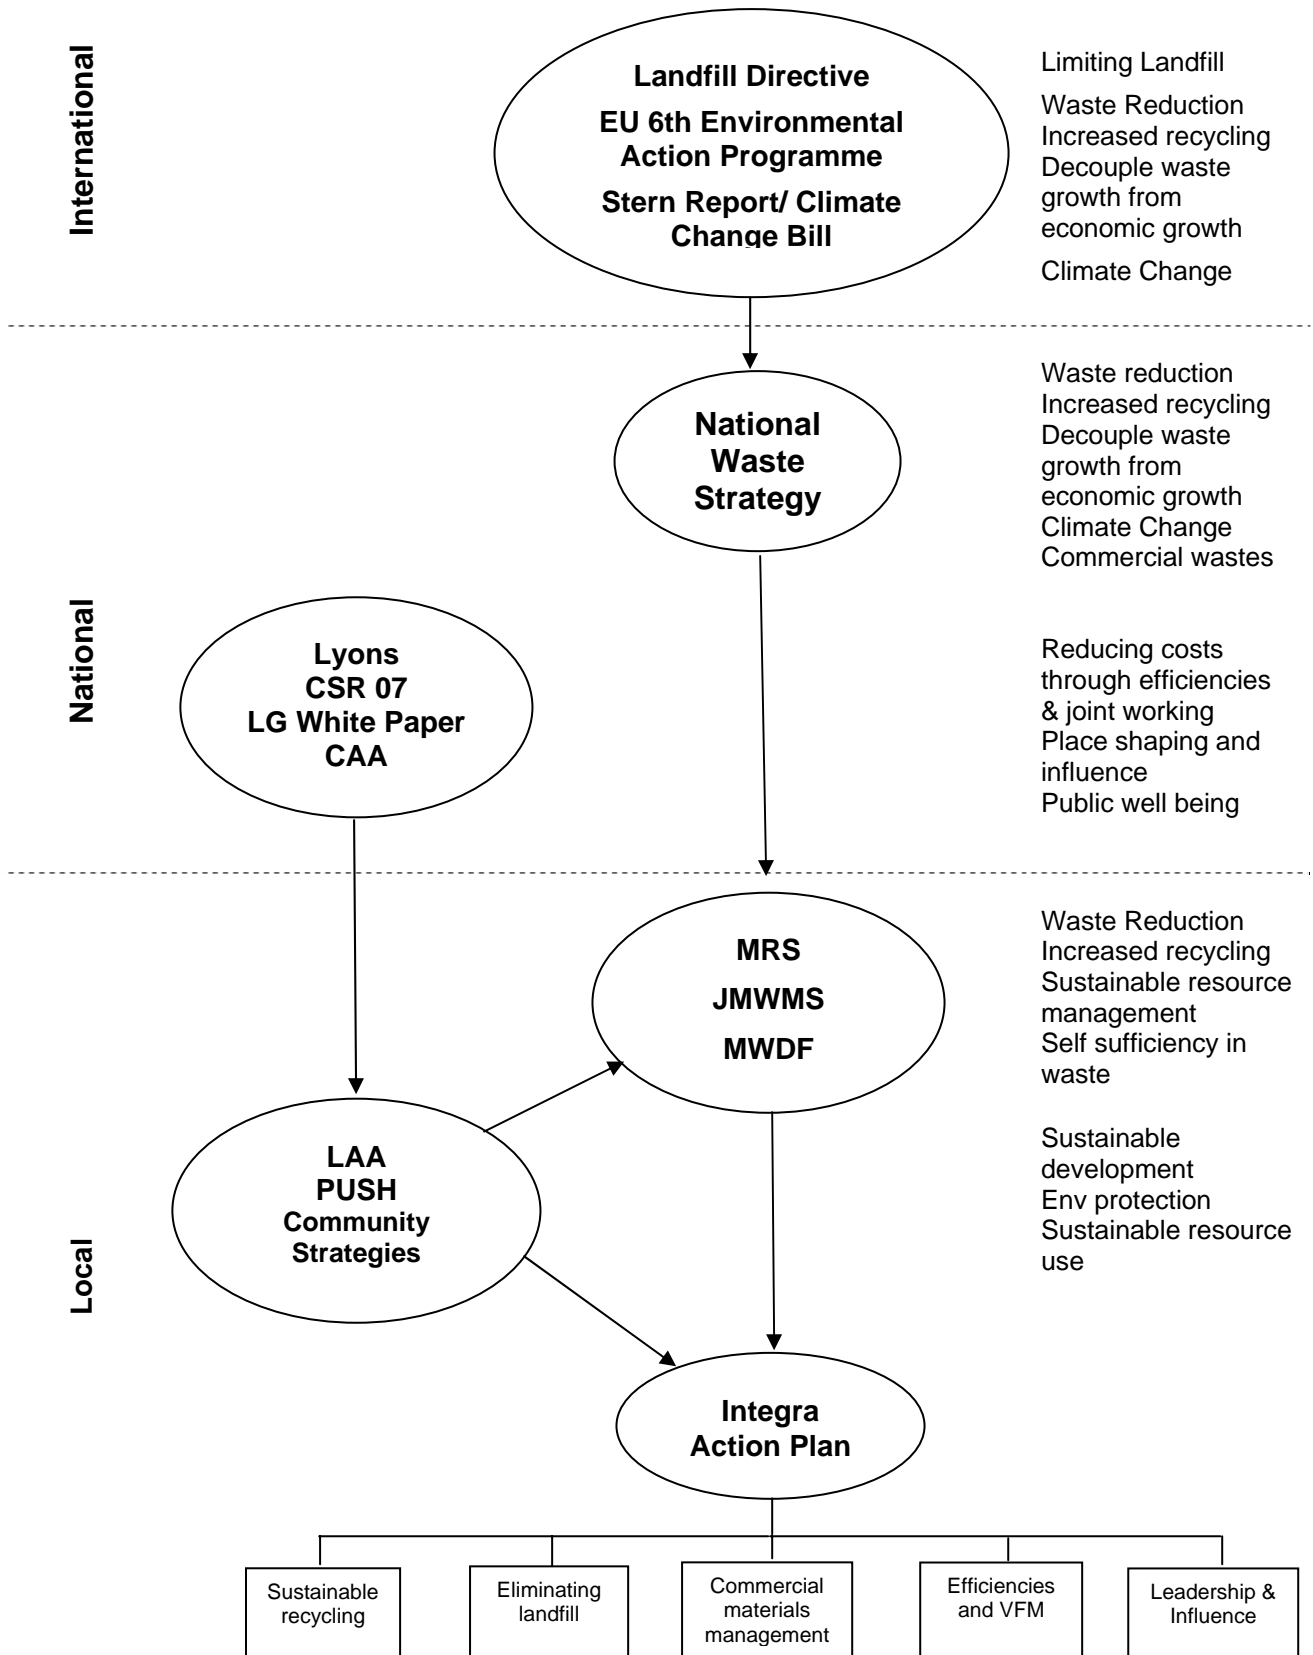 International
Landfill Directive
EU 6th Environmental
Action Programme
Stern Report/ Climate
Change Bill
Limiting Landfill
Waste Reduction
Increased recycling
Decouple waste
growth from
economic growth
Climate Change
National
National
Waste
Strategy
Waste reduction
Increased recycling
Decouple waste
growth from
economic growth
Climate Change
Commercial wastes
Lyons
CSR 07
LG White Paper
CAA
Reducing costs
through efficiencies
& joint working
Place shaping and
influence
Public well being
Local
MRS
JMWMS
MWDF
Waste Reduction
Increased recycling
Sustainable resource
management
Self sufficiency in
waste
LAA
PUSH
Community
Strategies
Sustainable
development
Env protection
Sustainable resource
use
Integra
Action Plan
Sustainable
recycling
Eliminating
landfill
Commercial
materials
management
Efficiencies
and VFM
Leadership &
Influence